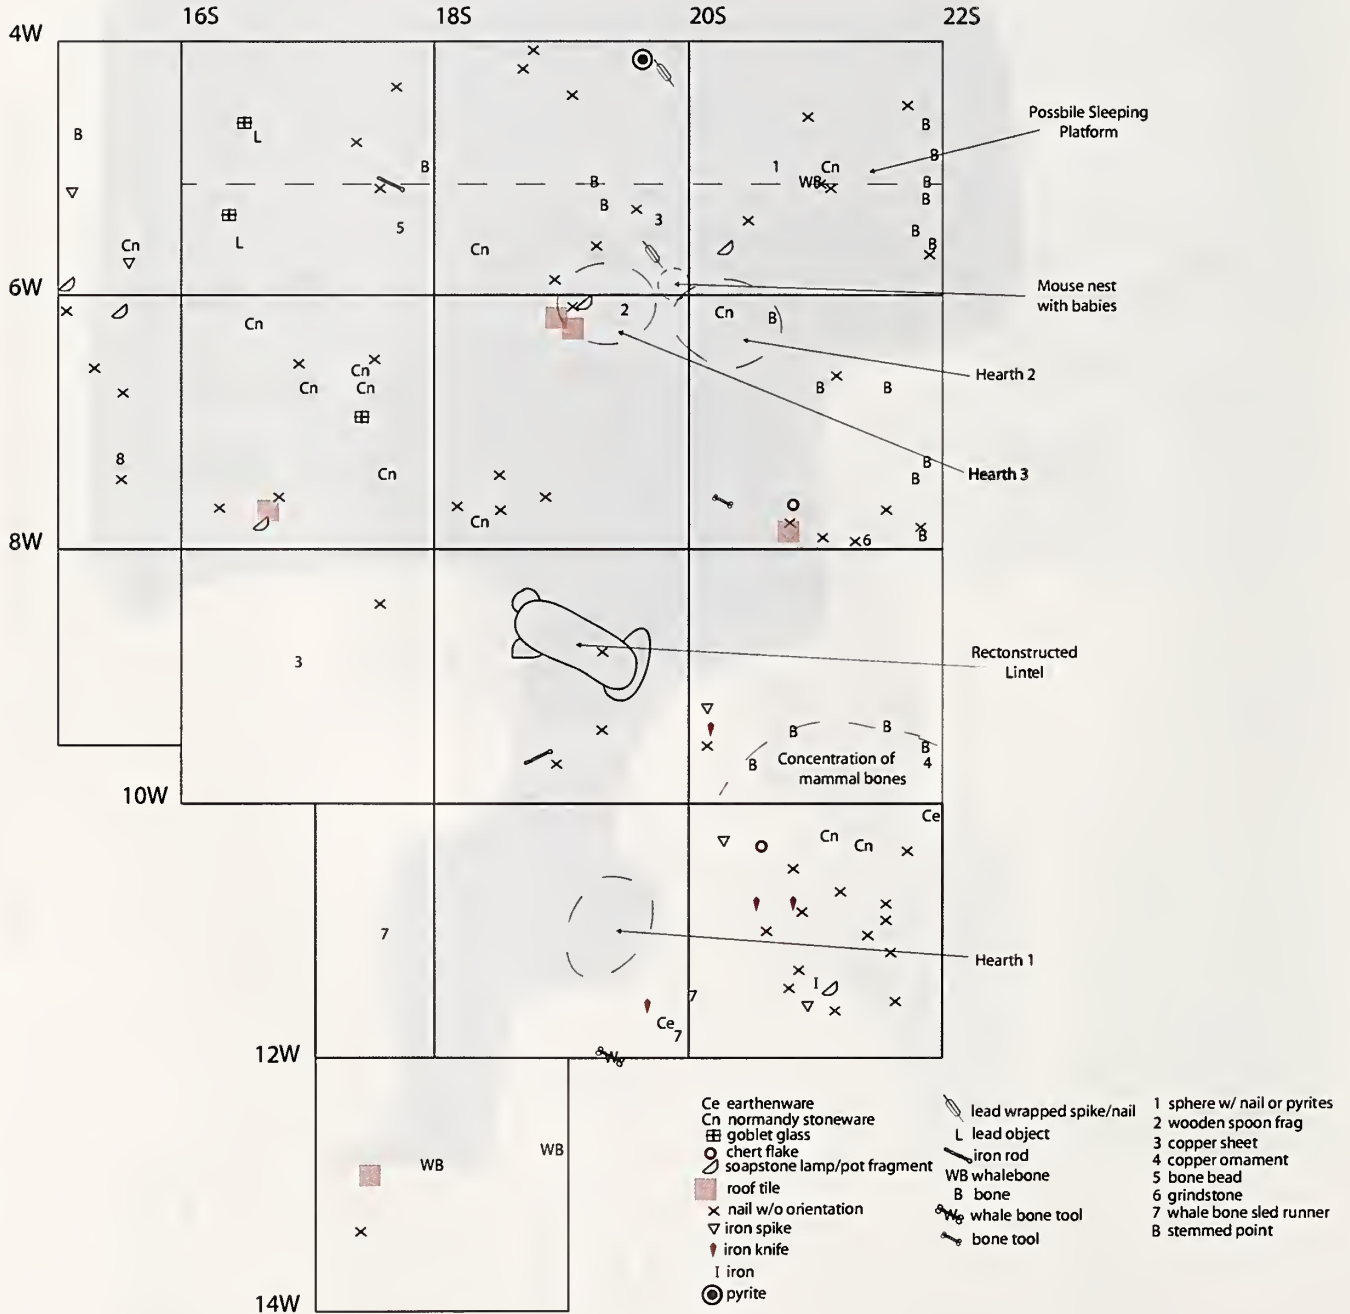 16S 18S 20S 22S
4W
B
L
B
1 Cn
WB
B
B
B
B
B
B
B
Possbile Sleeping
Platform
B
B
3
5
L
Cn
Cn
6W
Mouse nest
with babies
Cn
2
Cn
B
Cn
Cn
Cn
B
B
Hearth 2
8
Cn
B
B
Hearth 3
Cn
6
B
8W
3
Rectonstructed
Lintel
B
B
B
B
4
Concentration of
mammal bones
10W
Ce
Cn
Cn
7
Hearth 1
I
7
Ce
7
W
12W
WB
WB
14W
Ce earthenware
Cn normandy stoneware
goblet glass
chert flake
soapstone lamp/pot fragment
roof tile
nail w/o orientation
iron spike
iron knife
I iron
pyrite
lead wrapped spike/nail
L lead object
iron rod
WB whalebone
B bone
W whale bone tool
bone tool
1 sphere w/ nail or pyrites
2 wooden spoon frag
3 copper sheet
4 copper ornament
5 bone bead
6 grindstone
7 whale bone sled runner
B stemmed point